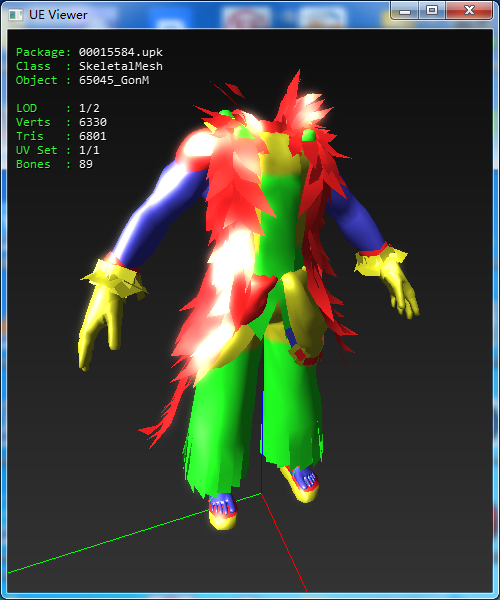 UE Viewer
Package: 00015584.upk
Class : SkeletalMesh
Object : 65045_GonM
LOD : 1/2
Verts : 6330
Tris : 6801
UV Set : 1/1
Bones : 89